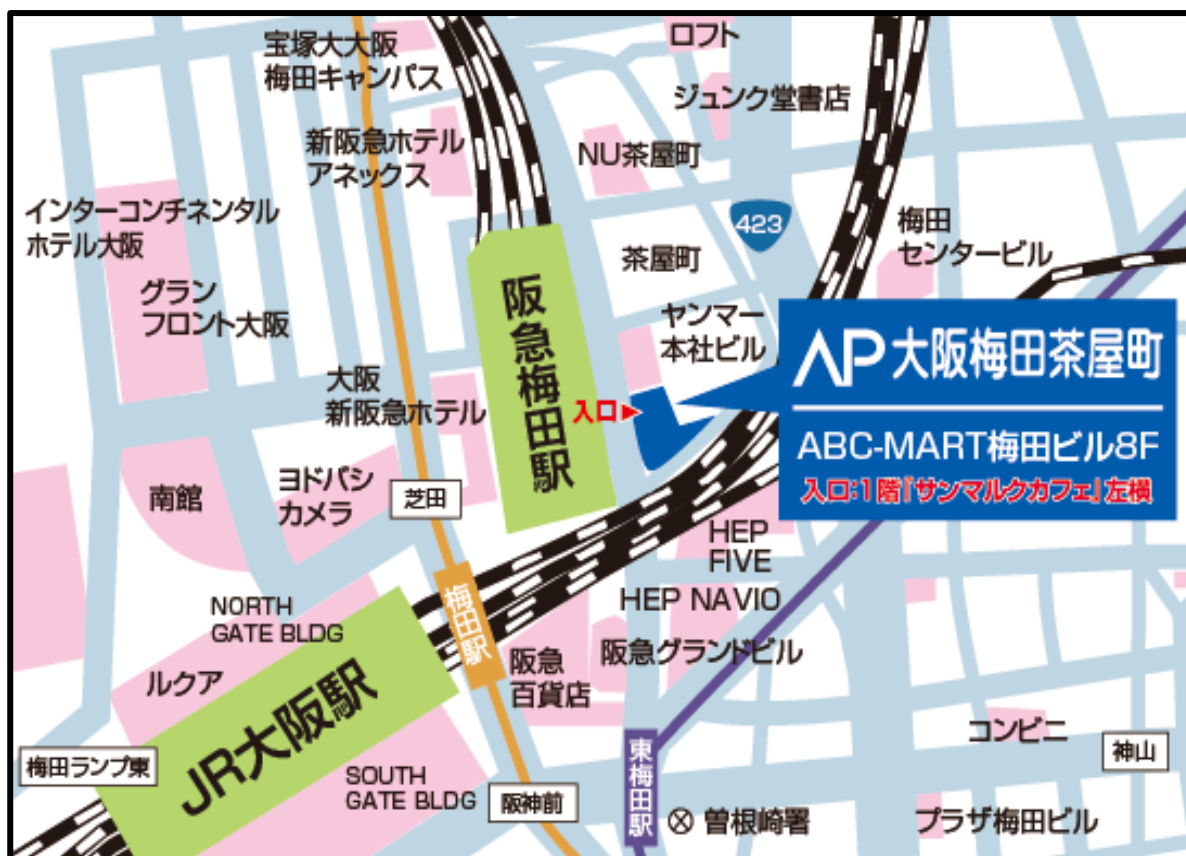 宝塚大大阪
梅田キャンパス
ロフト
ジュンク堂書店
新阪急ホテル
アネックス
NU茶屋町
インターコンチネンタル
ホテル大阪
423
梅田
センタービル
茶屋町
グラン
フロント大阪
阪急梅田駅
ヤンマー
本社ビル
AP大阪梅田茶屋町
ABC-MART梅田ビル8F
入口:1階『サンマルクカフェ』左横
大阪
新阪急ホテル
入口▶
南館
ヨドバシ
カメラ
芝田
HEP
FIVE
NORTH
GATE BLDG
梅田駅
HEP NAVIO
ルクア
阪急
百貨店
阪急グランドビル
JR大阪駅
梅田ランプ東
SOUTH
GATE BLDG
阪神前
東梅田駅
曽根崎署
コンビニ
神山
プラザ梅田ビル